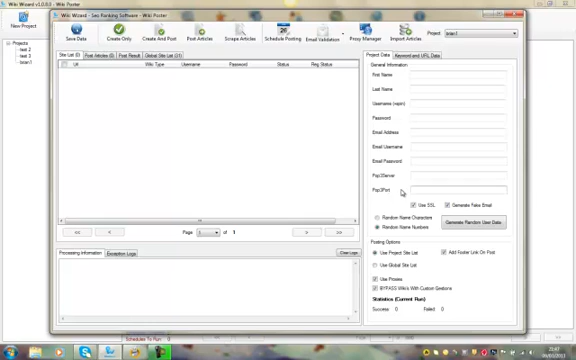 Wiki Wizard v1.0.8.0 - Wiki Poster
New Project
Projects
test 2
test 3
Wiki Wizard - Seo Ranking Software - Wiki Poster
Save Data
Create Only
Create And Post
Post Articles
Scrape Articles
Schedule Posting
Email Validation
Proxy Manager
Import Articles
Project
Site List (0)
Post Articles (0)
Post Result
Global Site List
Wiki Type
Username
Password
Status
Reg Status
Page
1
of
1
<<
<
>
>>
Processing Information
Exception Logs
Clear Logs
Project Data
Keyword and URL Data
General Information
First Name
Last Name
Username (login)
Password
Email Address
Email Username
Email Password
Pop3Server
Pop3Port
Use SSL
Generate Fake Email
Random Name Characters
Random Name Numbers
Generate Random User Data
Posting Options
Use Project Site List
Add Footer Link On Post
Use Global Site List
Use Proxies
BYPASS Wiki's With Custom Questions
Statistics (Current Run)
Success 0
Failed 0
Schedules To Run : 0
21:47